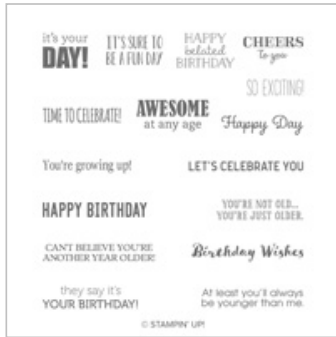 it's your
DAY!
IT'S SURE TO
BE A FUN DAY
HAPPY
belated
BIRTHDAY
CHEERS
to you
SO EXCITING!
TIME TO CELEBRATE!
AWESOME
at any age
Happy Day
You're growing up!
LET'S CELEBRATE YOU
HAPPY BIRTHDAY
YOU'RE NOT OLD...
YOU'RE JUST OLDER.
CAN'T BELIEVE YOU'RE
ANOTHER YEAR OLDER!
Birthday Wishes
they say it's
YOUR BIRTHDAY!
At least you'll always
be younger than me.
© STAMPIN' UP!